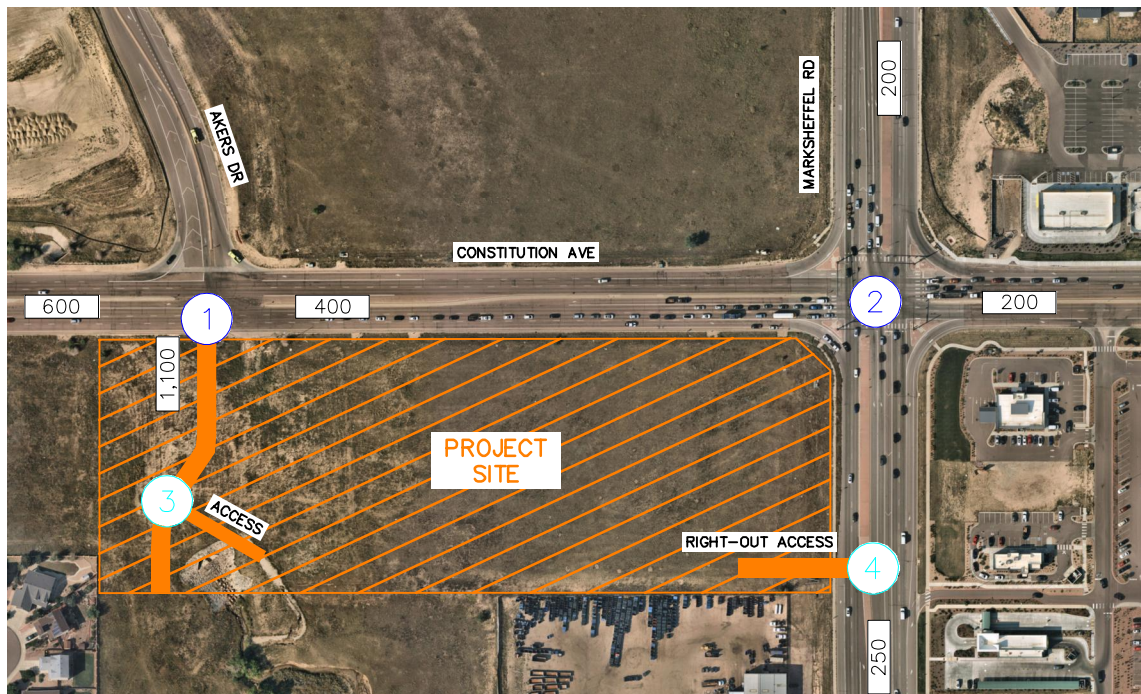 200
MARKSHEFFEL RD
AKERS DR
CONSTITUTION AVE
600
1
400
2
200
1,100
PROJECT
SITE
3
ACCESS
RIGHT-OUT ACCESS
4
250